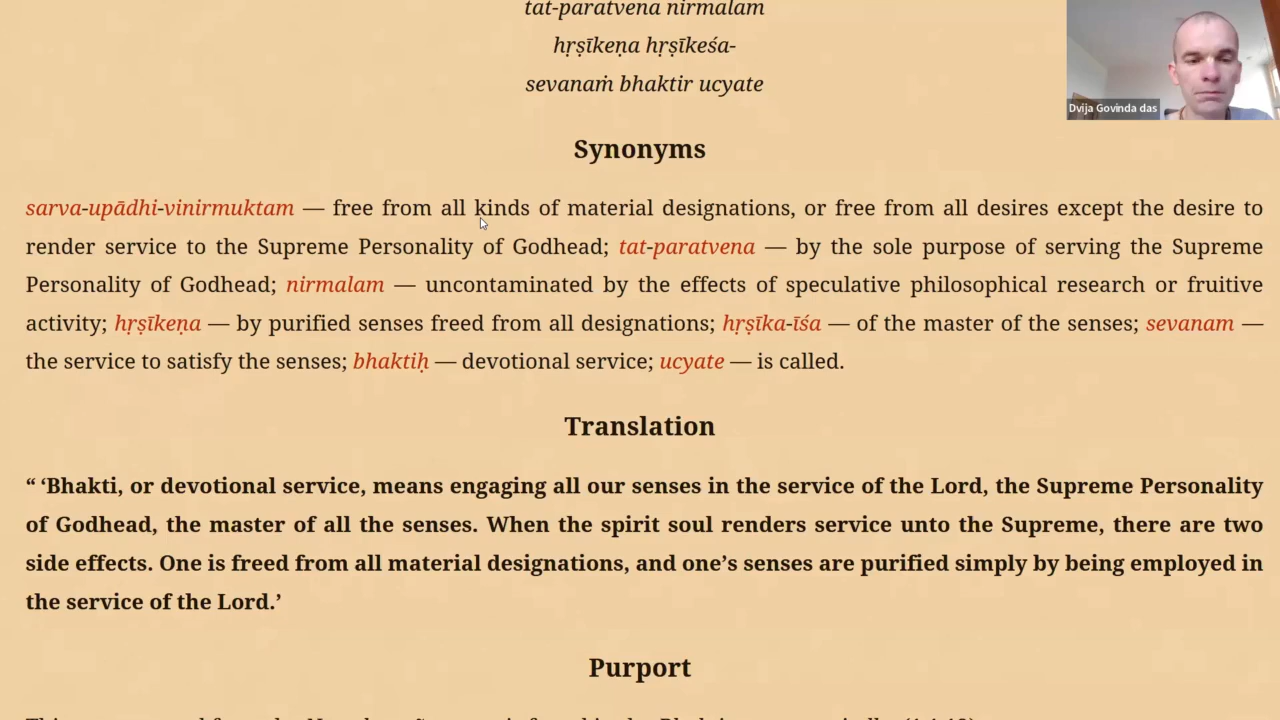 tat-paratvena nirmalam
hṛṣīkeṇa hṛṣīkeśa-
sevanaṁ bhaktir ucyate
Dvija Govinda das
Synonyms
sarva-upādhi-vinirmuktam — free from all kinds of material designations, or free from all desires except the desire to
render service to the Supreme Personality of Godhead; tat-paratvena — by the sole purpose of serving the Supreme
Personality of Godhead; nirmalam — uncontaminated by the effects of speculative philosophical research or fruitive
activity; hṛṣīkeṇa — by purified senses freed from all designations; hṛṣīka-īśa — of the master of the senses; sevanam —
the service to satisfy the senses; bhaktiḥ — devotional service; ucyate — is called.
Translation
“ ‘Bhakti, or devotional service, means engaging all our senses in the service of the Lord, the Supreme Personality
of Godhead, the master of all the senses. When the spirit soul renders service unto the Supreme, there are two
side effects. One is freed from all material designations, and one’s senses are purified simply by being employed in
the service of the Lord.’
Purport